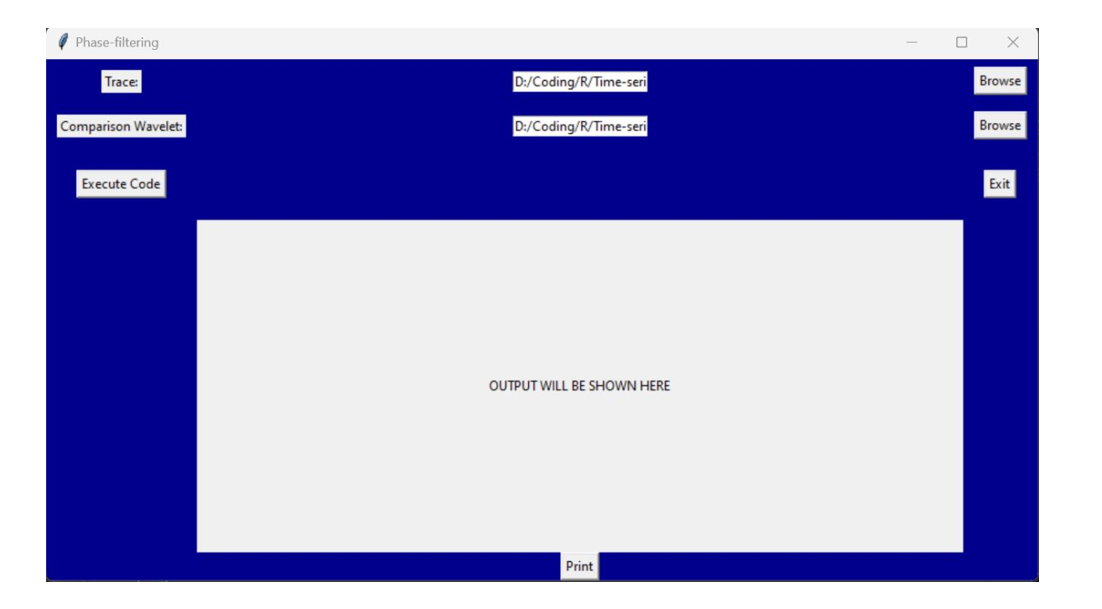 Phase-filtering
Trace: D:/Coding/R/Time-seri Browse
Comparison Wavelet: D:/Coding/R/Time-seri Browse
Execute Code Exit
OUTPUT WILL BE SHOWN HERE
Print